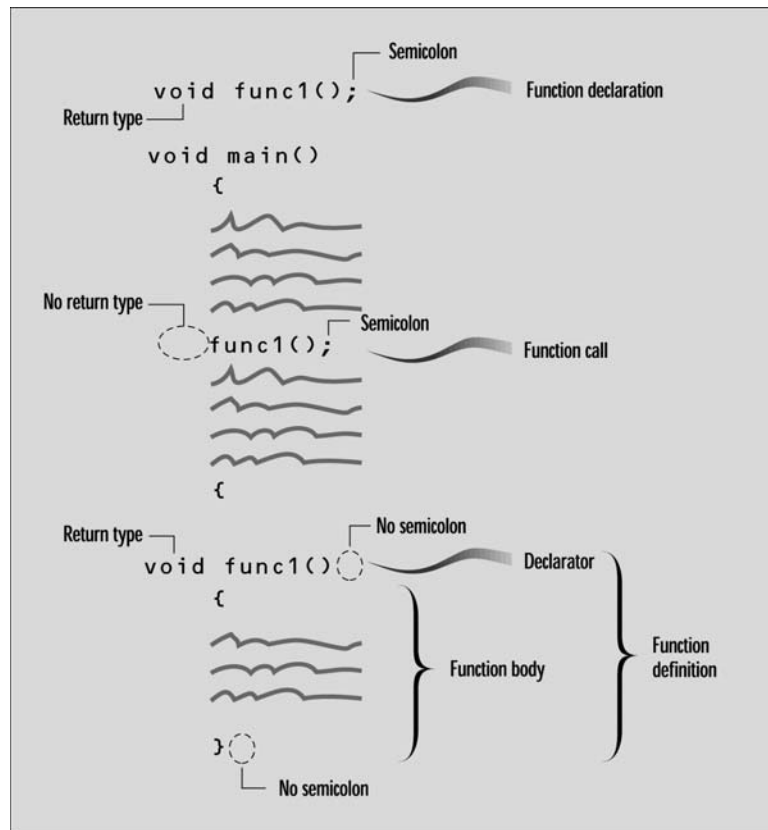 Semicolon
void func1();
Function declaration
Return type
void main()
{
No return type
Semicolon
func1();
Function call
{
No semicolon
Return type
void func1()
Declarator
{
Function body
Function
definition
}
No semicolon